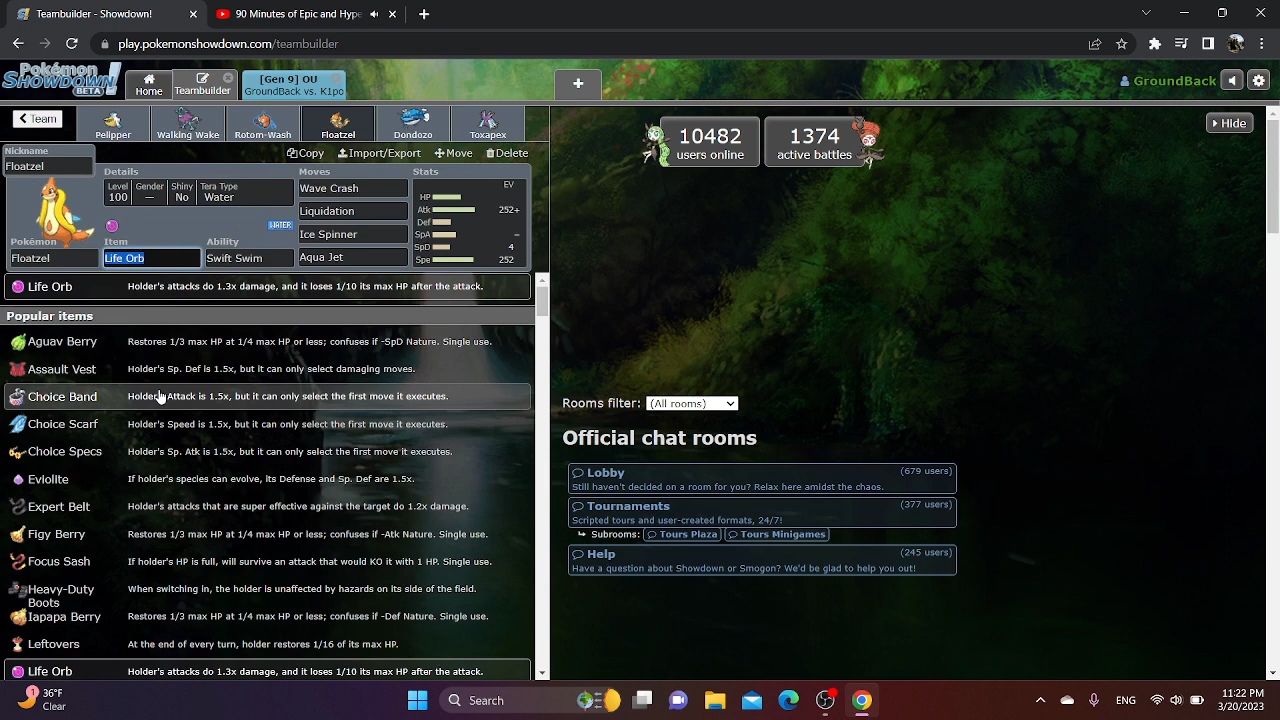 Teambuilder - Showdown!
90 Minutes of Epic and Hype
play.pokemonshowdown.com/teambuilder
Pokémon
SHOWDOWN!
BETA
Home
Teambuilder
[Gen 9] OU
GroundBack vs. K1po
GroundBack
Team
Pelipper
Walking Wake
Rotom-Wash
Floatzel
Dondozo
Toxapex
Copy
Import/Export
Move
Delete
Nickname
Floatzel
Details
Level
100
Gender
—
Shiny
No
Tera Type
Water
WATER
Pokémon
Floatzel
Item
Life Orb
Ability
Swift Swim
Moves
Wave Crash
Liquidation
Ice Spinner
Aqua Jet
Stats
EV
HP
Atk 252+
Def
SpA –
SpD 4
Spe 252
Life Orb Holder's attacks do 1.3x damage, and it loses 1/10 its max HP after the attack.
Popular items
Aguav Berry Restores 1/3 max HP at 1/4 max HP or less; confuses if -SpD Nature. Single use.
Assault Vest Holder's Sp. Def is 1.5x, but it can only select damaging moves.
Choice Band Holder's Attack is 1.5x, but it can only select the first move it executes.
Choice Scarf Holder's Speed is 1.5x, but it can only select the first move it executes.
Choice Specs Holder's Sp. Atk is 1.5x, but it can only select the first move it executes.
Eviolite If holder's species can evolve, its Defense and Sp. Def are 1.5x.
Expert Belt Holder's attacks that are super effective against the target do 1.2x damage.
Figy Berry Restores 1/3 max HP at 1/4 max HP or less; confuses if -Atk Nature. Single use.
Focus Sash If holder's HP is full, will survive an attack that would KO it with 1 HP. Single use.
Heavy-Duty
Boots When switching in, the holder is unaffected by hazards on its side of the field.
Iapapa Berry Restores 1/3 max HP at 1/4 max HP or less; confuses if -Def Nature. Single use.
Leftovers At the end of every turn, holder restores 1/16 of its max HP.
Life Orb Holder's attacks do 1.3x damage, and it loses 1/10 its max HP after the attack.
10482
users online
1374
active battles
Hide
Rooms filter: (All rooms)
Official chat rooms
Lobby (679 users)
Still haven't decided on a room for you? Relax here amidst the chaos.
Tournaments (377 users)
Scripted tours and user-created formats, 24/7!
Subrooms: Tours Plaza Tours Minigames
Help (245 users)
Have a question about Showdown or Smogon? We'd be glad to help you out!
36°F
Clear
Search
ENG
11:22 PM
3/20/2023